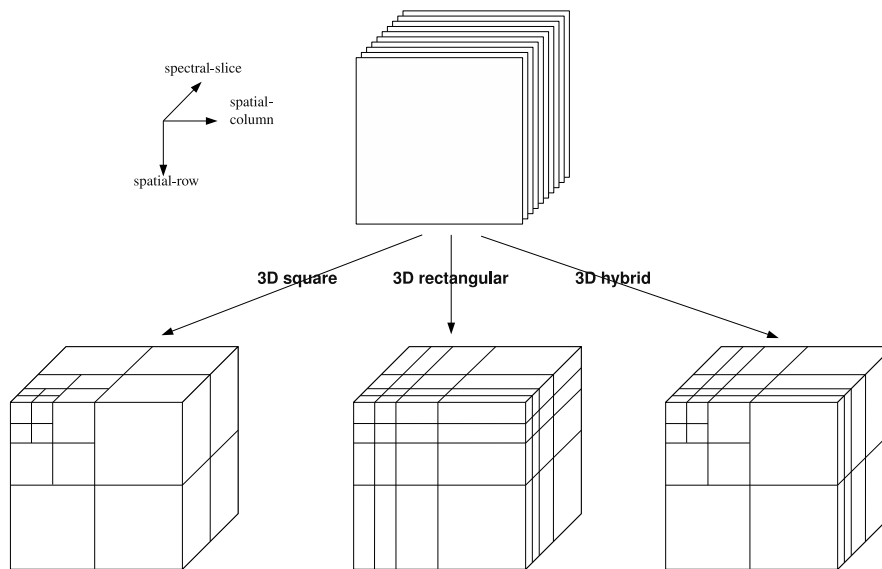 spectral-slice
spatial-
column
spatial-row
3D square
3D rectangular
3D hybrid